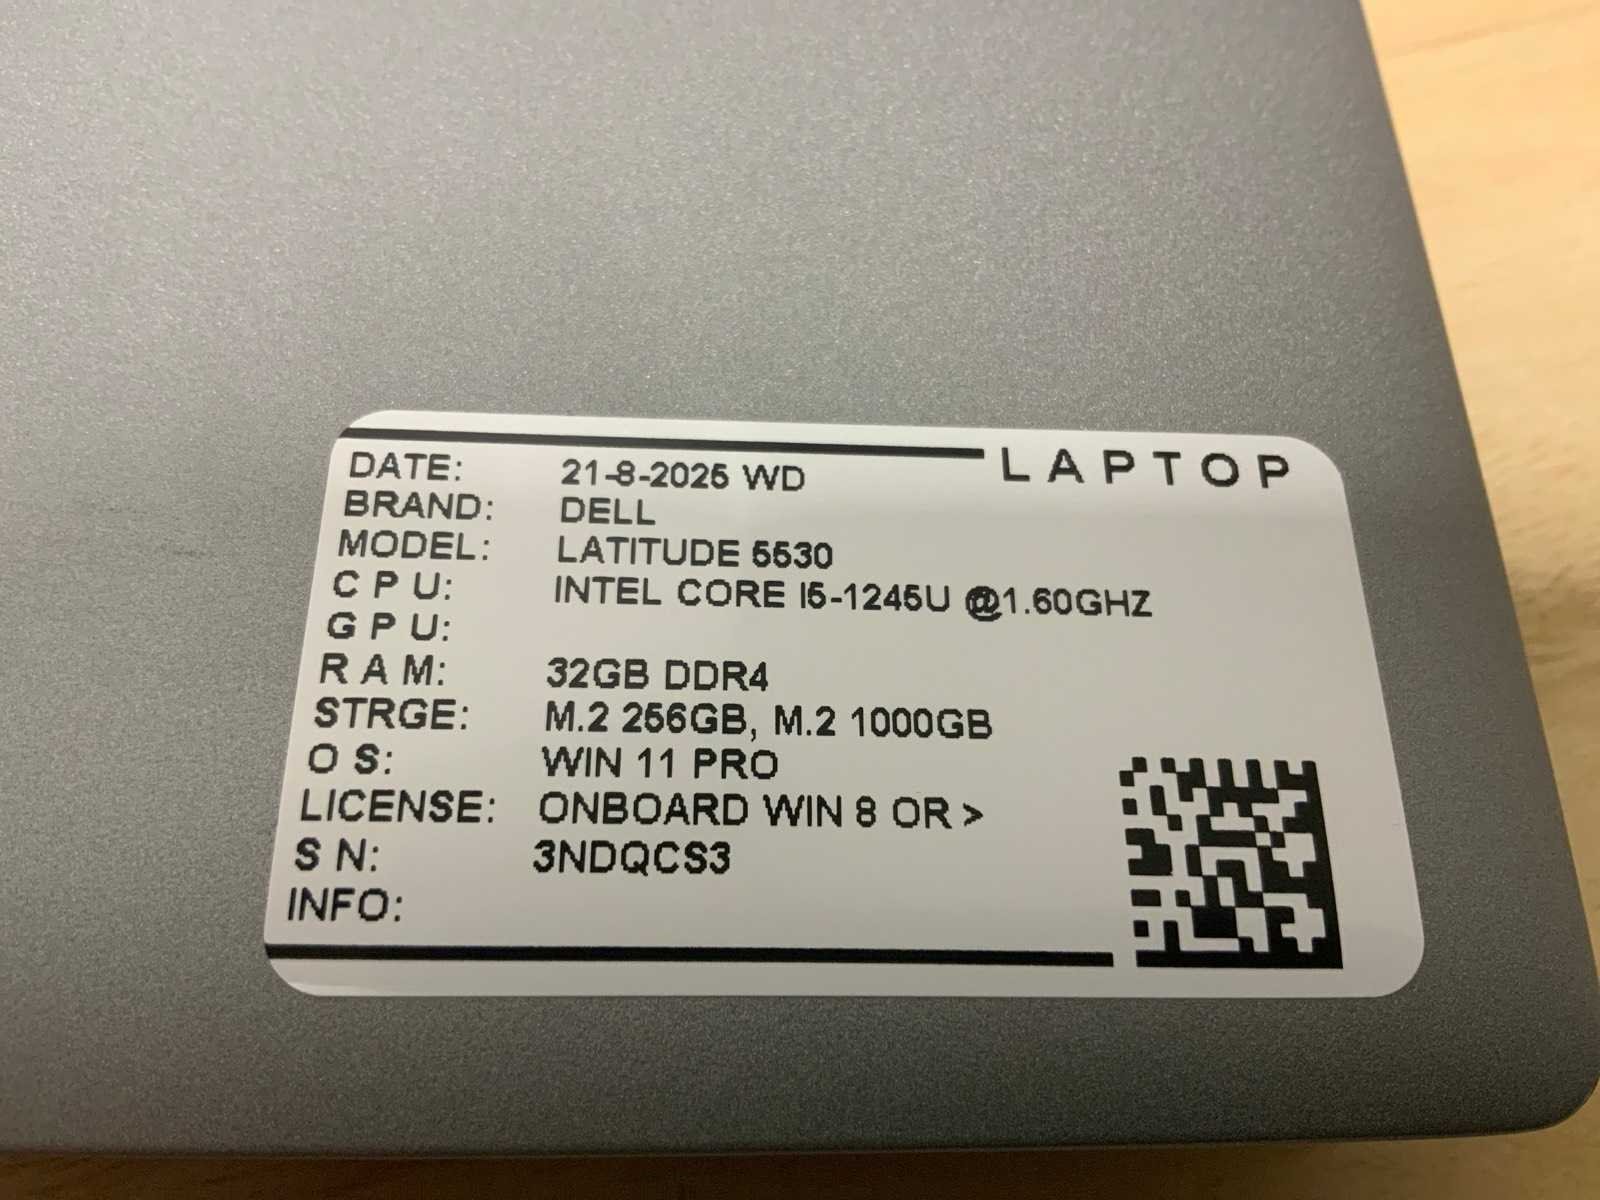 LAPTOP
DATE: 21-8-2025 WD
BRAND: DELL
MODEL: LATITUDE 5530
C P U: INTEL CORE I5-1245U @1.60GHZ
G P U:
R A M: 32GB DDR4
STRGE: M.2 256GB, M.2 1000GB
O S: WIN 11 PRO
LICENSE: ONBOARD WIN 8 OR >
S N: 3NDQCS3
INFO: